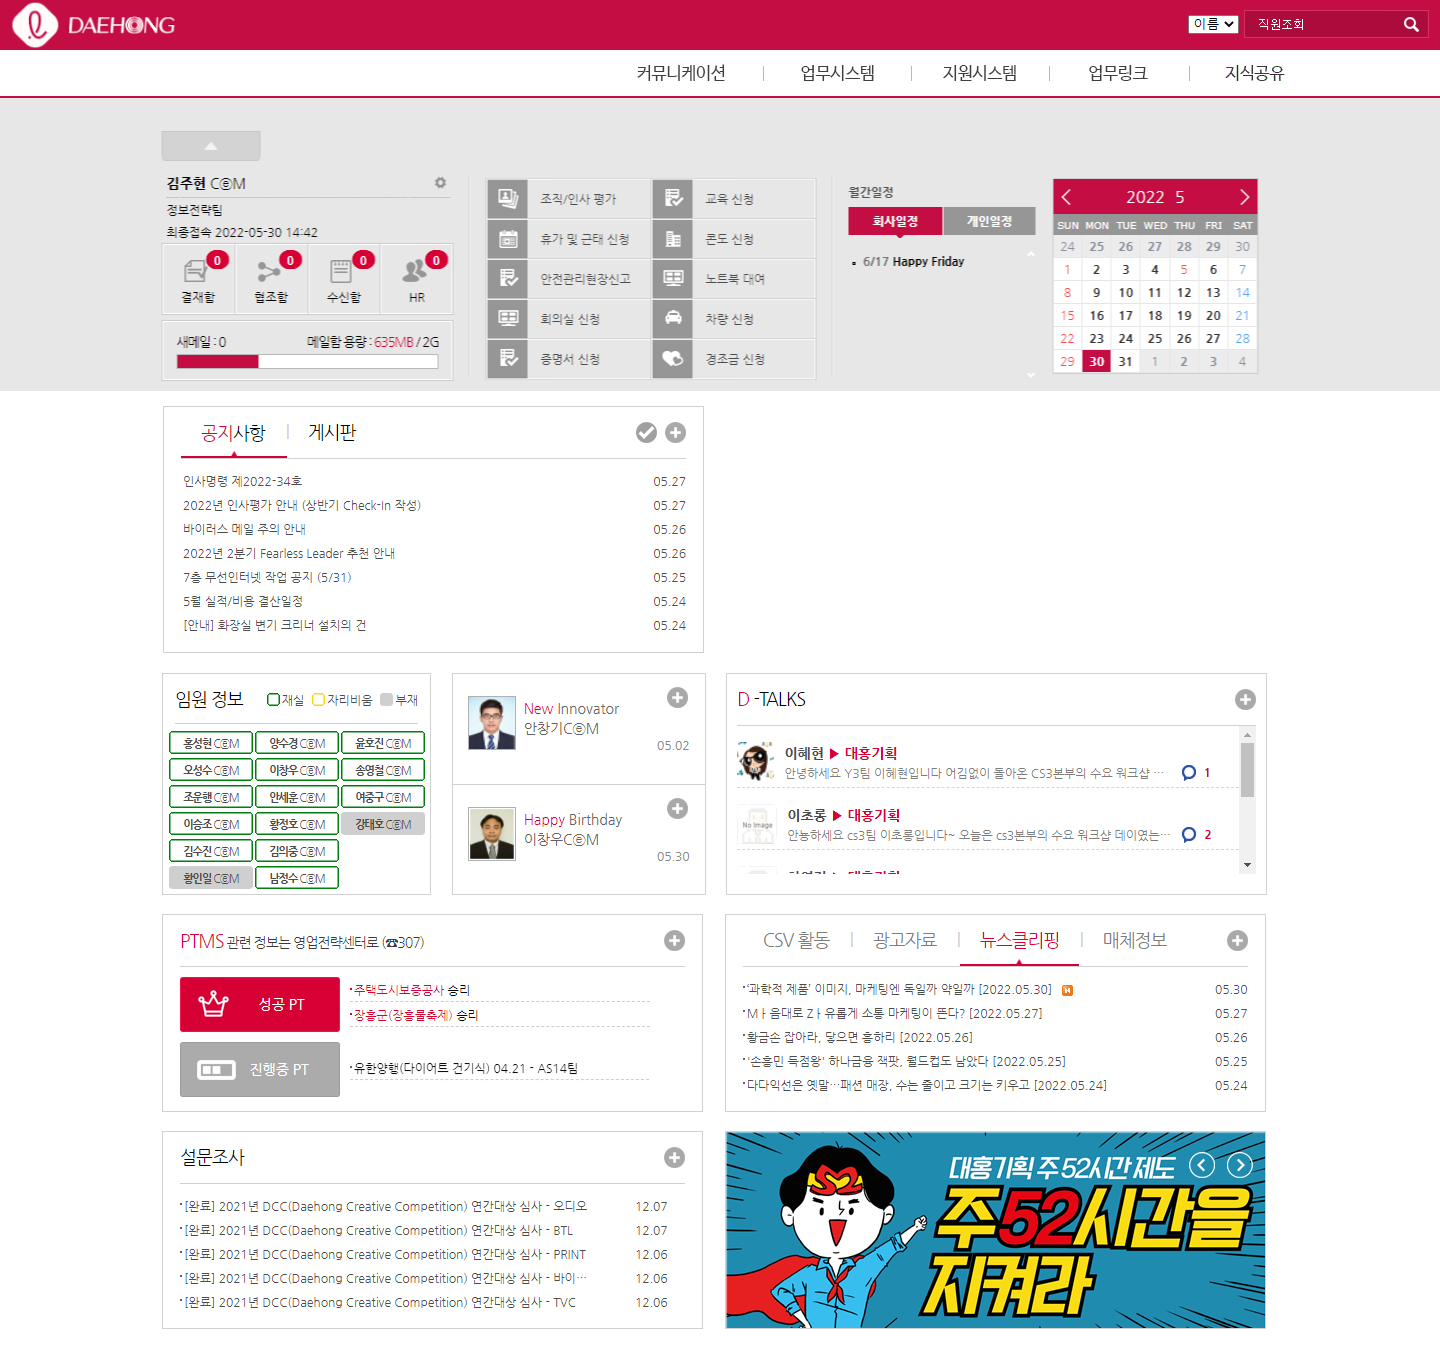 DAEHONG
이름
직원조회
커뮤니케이션
업무시스템
지원시스템
업무링크
지식공유
김주현 CⓔM
정보전략팀
최종접속 2022-05-30 14:42
0
0
0
0
결재함
협조함
수신함
HR
새메일 : 0
메일함 용량 : 635MB / 2G
조직/인사 평가
교육 신청
휴가 및 근태 신청
콘도 신청
안전관리현장신고
노트북 대여
회의실 신청
차량 신청
증명서 신청
경조금 신청
월간일정
회사일정
개인일정
6/17 Happy Friday
2022 5
SUN MON TUE WED THU FRI SAT
24 25 26 27 28 29 30
1 2 3 4 5 6 7
8 9 10 11 12 13 14
15 16 17 18 19 20 21
22 23 24 25 26 27 28
29 30 31 1 2 3 4
공지사항
게시판
인사명령 제2022-34호 05.27
2022년 인사평가 안내 (상반기 Check-In 작성) 05.27
바이러스 메일 주의 안내 05.26
2022년 2분기 Fearless Leader 추천 안내 05.26
7층 무선인터넷 작업 공지 (5/31) 05.25
5월 실적/비용 결산일정 05.24
[안내] 화장실 변기 크리너 설치의 건 05.24
임원 정보
재실
자리비움
부재
홍성현 CⓔM 양수경 CⓔM 윤호진 CⓔM
오성수 CⓔM 이창우 CⓔM 송영철 CⓔM
조운행 CⓔM 안세훈 CⓔM 여중구 CⓔM
이승조 CⓔM 황정호 CⓔM 강태호 CⓔM
김수진 CⓔM 김의중 CⓔM
황인일 CⓔM 남정수 CⓔM
New Innovator
안창기CⓔM
05.02
Happy Birthday
이창우CⓔM
05.30
D -TALKS
이혜현 ▶ 대홍기획
안녕하세요 Y3팀 이혜현입니다 어김없이 돌아온 CS3본부의 수요 워크샵 … 1
No Image
이초롱 ▶ 대홍기획
안뇽하세요 cs3팀 이초롱입니다~ 오늘은 cs3본부의 수요 워크샵 데이였는… 2
PTMS 관련 정보는 영업전략센터로 (☎307)
성공 PT
주택도시보증공사 승리
장흥군(장흥물축제) 승리
진행중 PT
유한양행(다이어트 건기식) 04.21 - AS14팀
CSV 활동
광고자료
뉴스클리핑
매체정보
'과학적 제품' 이미지, 마케팅엔 독일까 약일까 [2022.05.30] N 05.30
Mㅏ음대로 Zㅏ유롭게 소통 마케팅이 뜬다? [2022.05.27] 05.27
황금손 잡아라, 닿으면 흥하리 [2022.05.26] 05.26
'손흥민 득점왕' 하나금융 잭팟, 월드컵도 남았다 [2022.05.25] 05.25
다다익선은 옛말…패션 매장, 수는 줄이고 크기는 키우고 [2022.05.24] 05.24
설문조사
[완료] 2021년 DCC(Daehong Creative Competition) 연간대상 심사 - 오디오 12.07
[완료] 2021년 DCC(Daehong Creative Competition) 연간대상 심사 - BTL 12.07
[완료] 2021년 DCC(Daehong Creative Competition) 연간대상 심사 - PRINT 12.06
[완료] 2021년 DCC(Daehong Creative Competition) 연간대상 심사 - 바이… 12.06
[완료] 2021년 DCC(Daehong Creative Competition) 연간대상 심사 - TVC 12.06
대홍기획 주 52시간 제도
52
주52시간을
지켜라